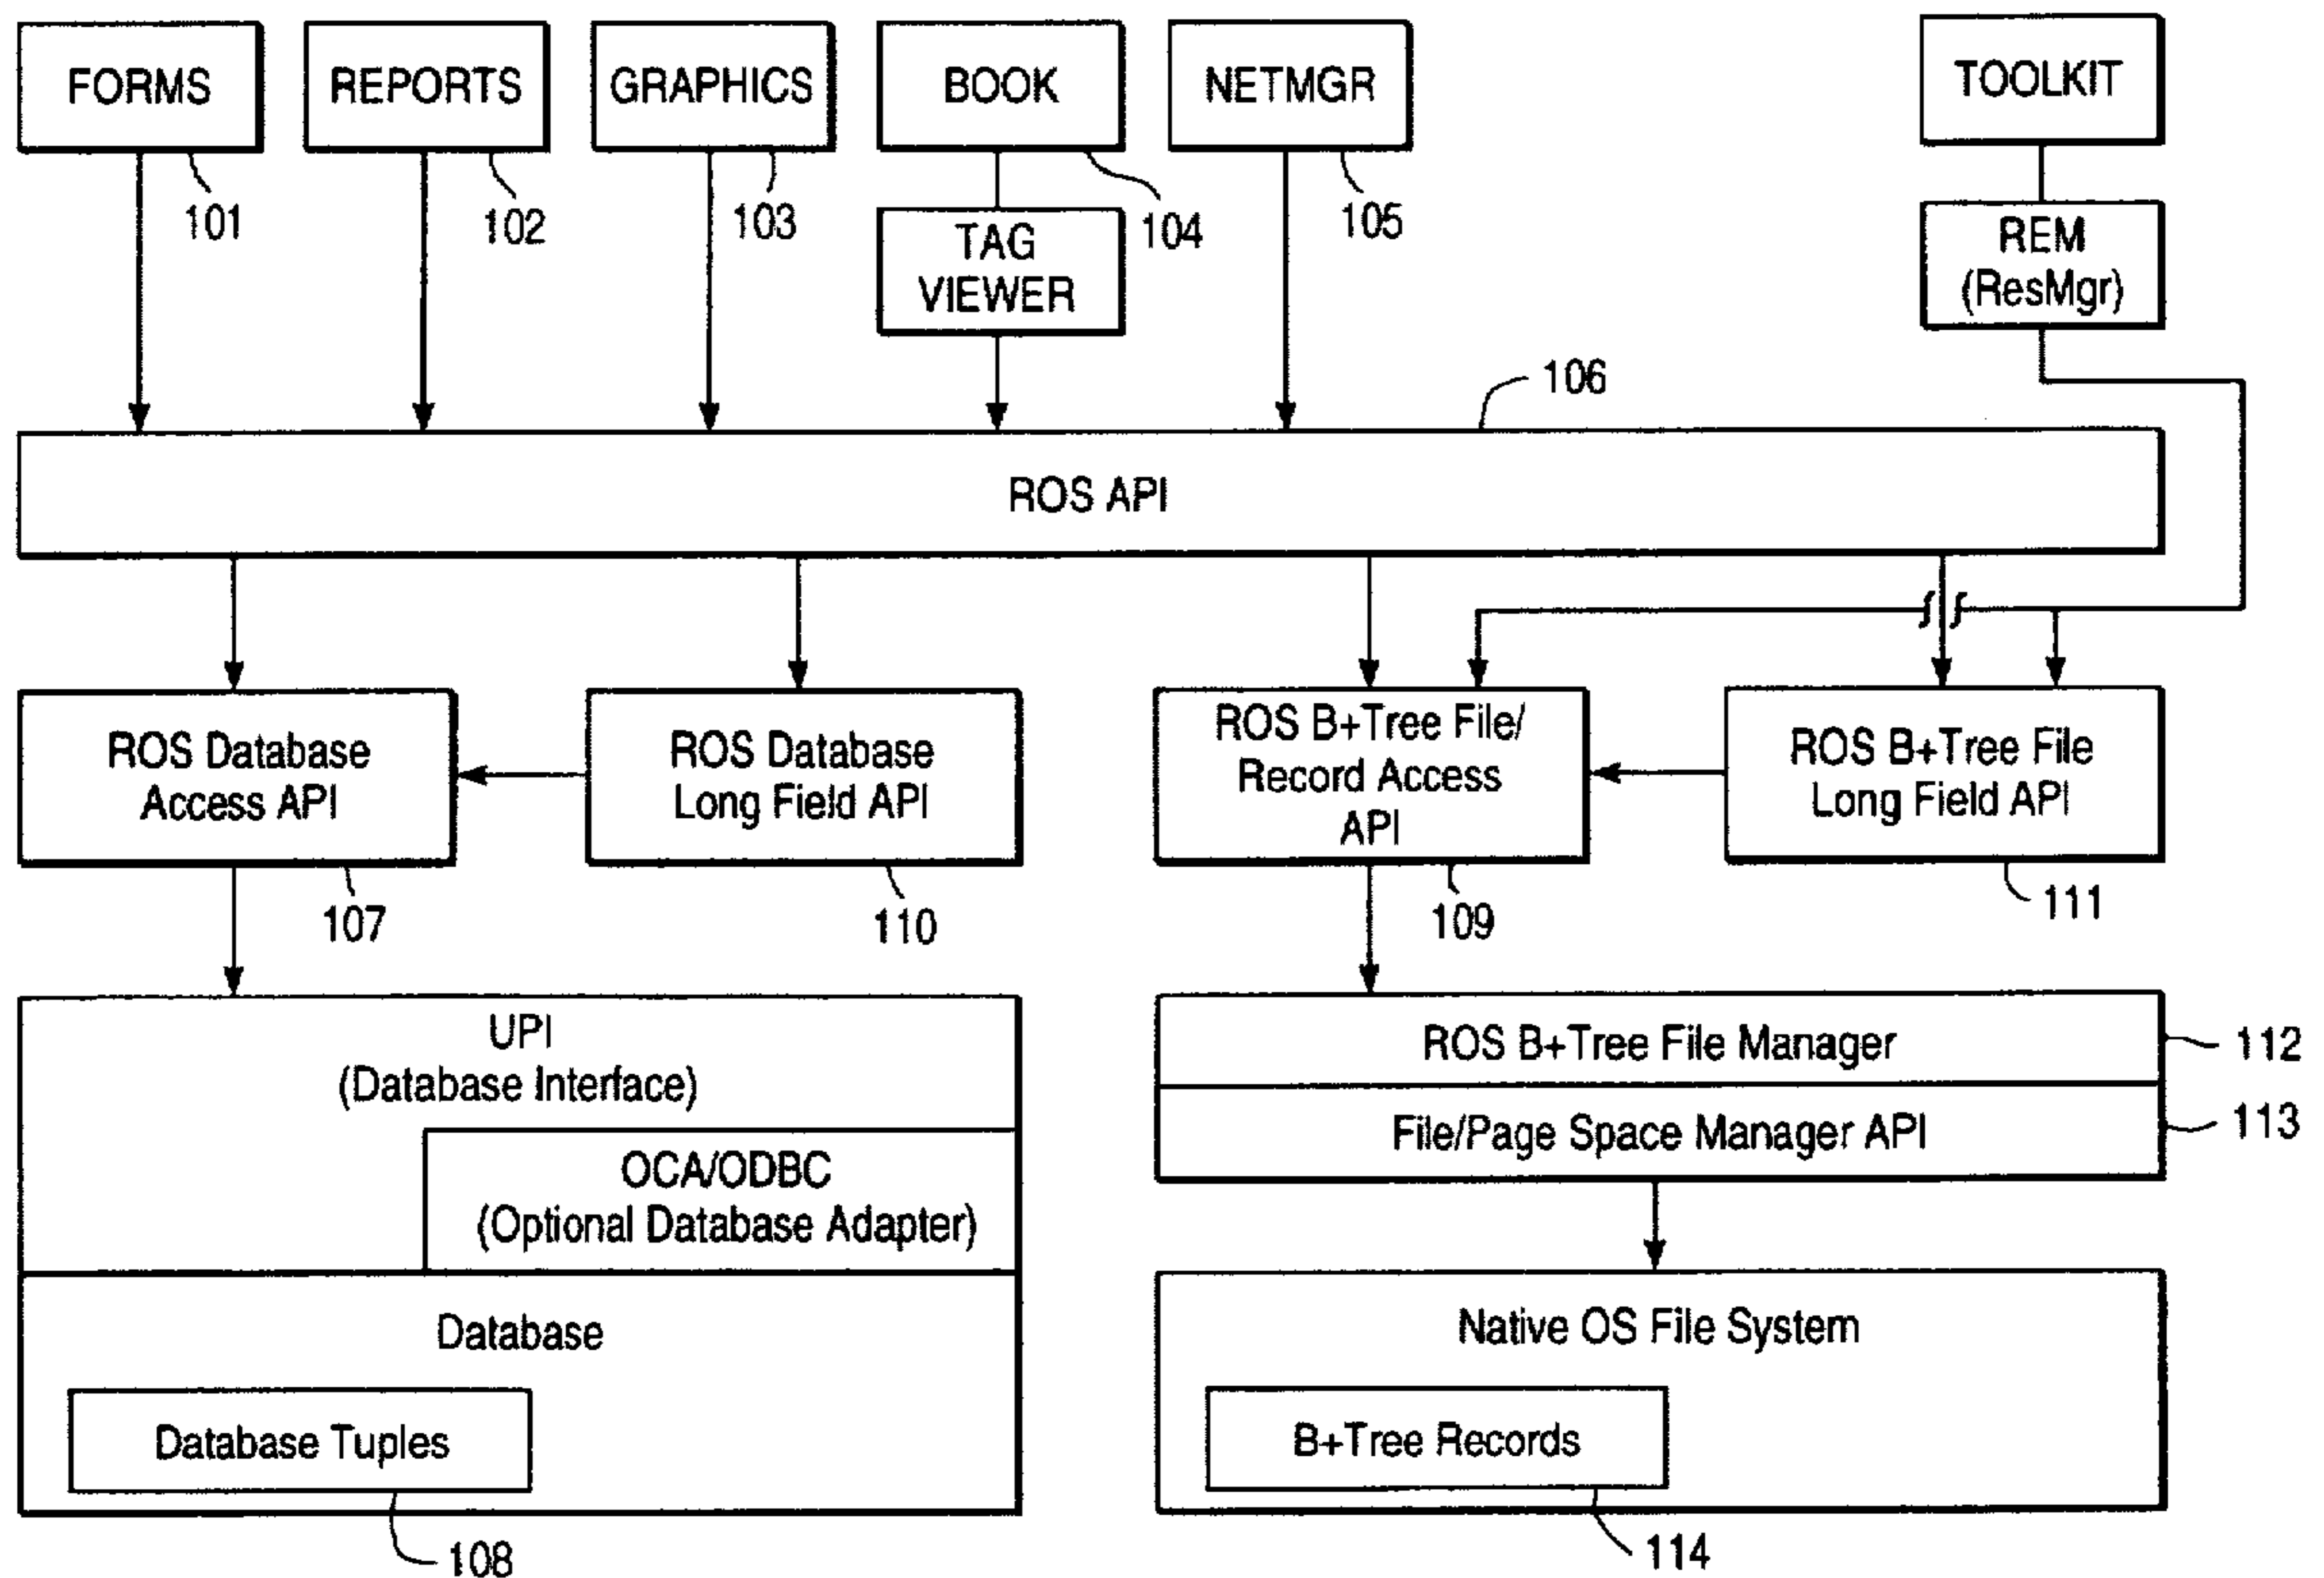 FORMS
REPORTS
GRAPHICS
BOOK
NETMGR
TOOLKIT
101
102
103
104
105
TAG
VIEWER
REM
(ResMgr)
106
ROS API
ROS Database
Access API
ROS Database
Long Field API
ROS B+Tree File/
Record Access
API
ROS B+Tree File
Long Field API
107
110
109
111
UPI
(Database Interface)
OCA/ODBC
(Optional Database Adapter)
Database
Database Tuples
108
ROS B+Tree File Manager
112
File/Page Space Manager API
113
Native OS File System
B+Tree Records
114